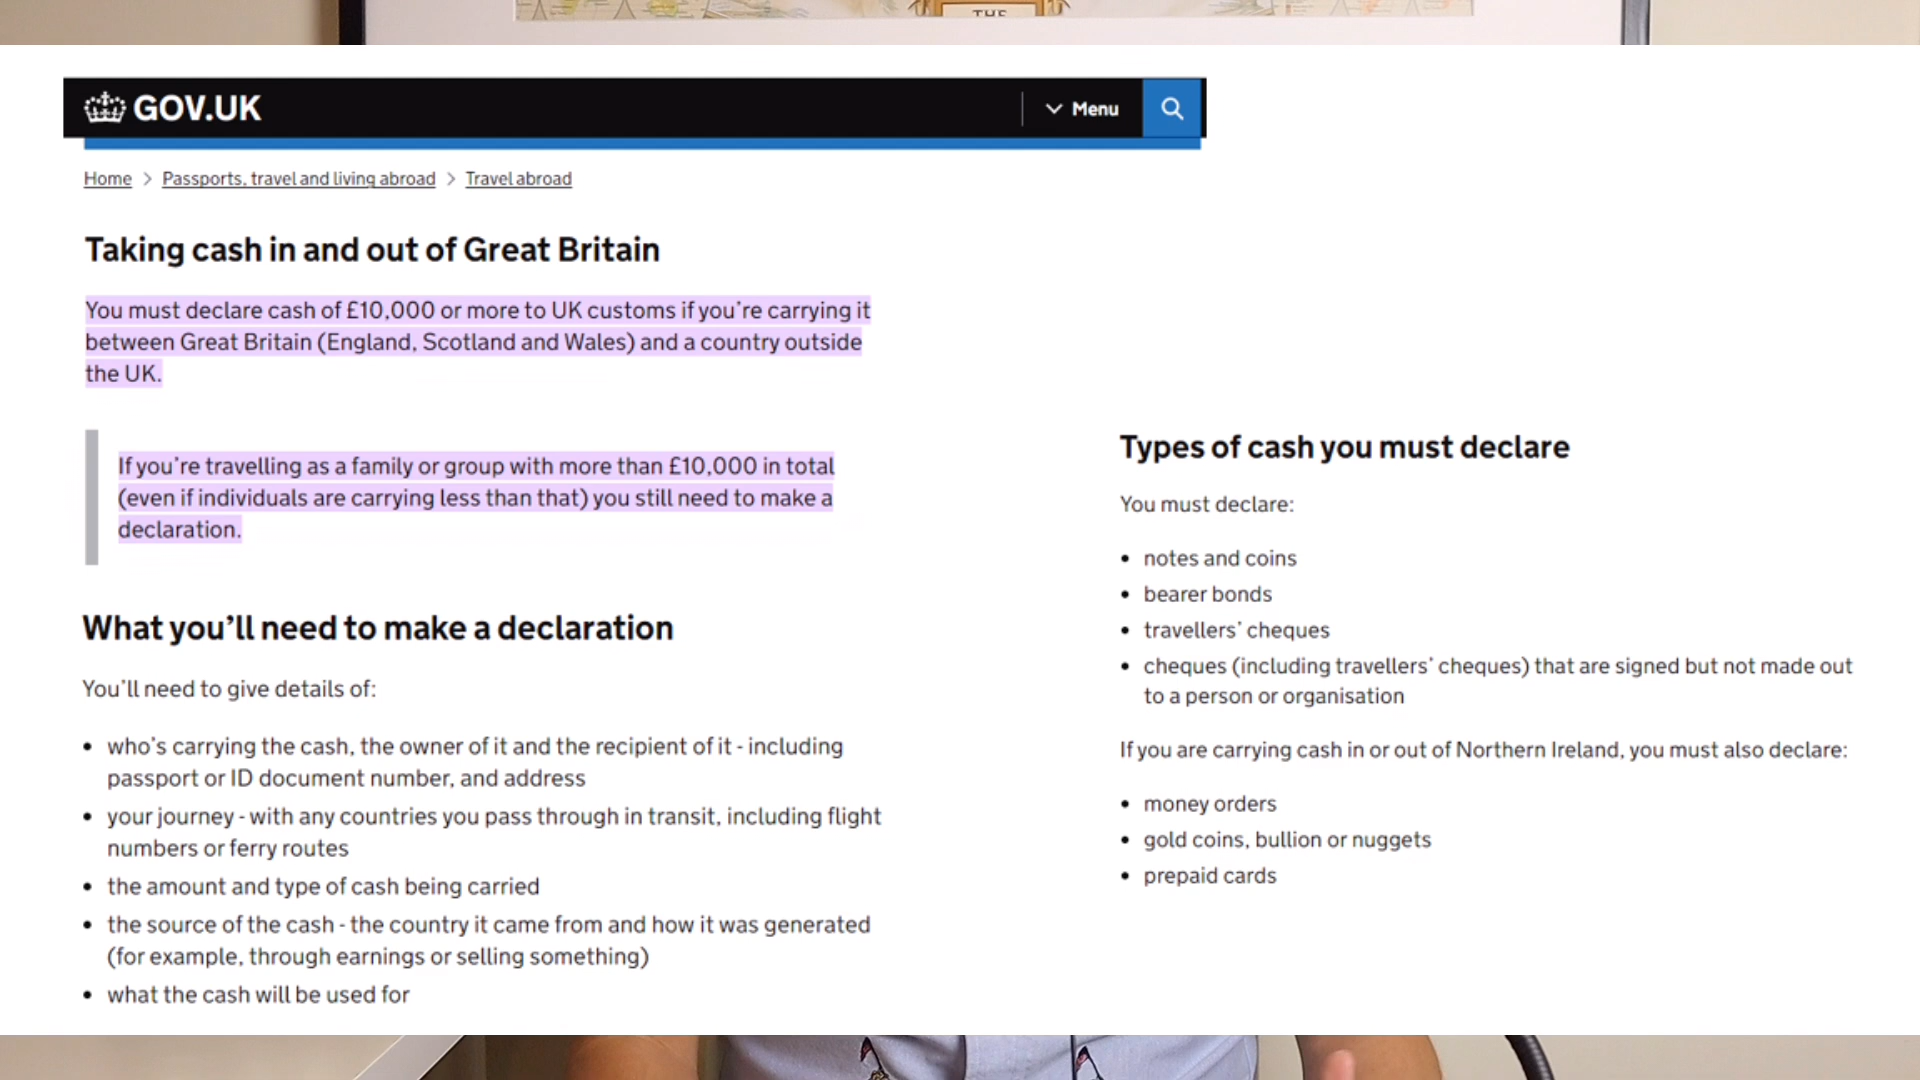 THE
GOV.UK
Menu
Home > Passports, travel and living abroad > Travel abroad
Taking cash in and out of Great Britain
You must declare cash of £10,000 or more to UK customs if you're carrying it
between Great Britain (England, Scotland and Wales) and a country outside
the UK.
If you're travelling as a family or group with more than £10,000 in total
(even if individuals are carrying less than that) you still need to make a
declaration.
What you'll need to make a declaration
You'll need to give details of:
• who's carrying the cash, the owner of it and the recipient of it - including
passport or ID document number, and address
• your journey - with any countries you pass through in transit, including flight
numbers or ferry routes
• the amount and type of cash being carried
• the source of the cash - the country it came from and how it was generated
(for example, through earnings or selling something)
• what the cash will be used for
Types of cash you must declare
You must declare:
• notes and coins
• bearer bonds
• travellers' cheques
• cheques (including travellers' cheques) that are signed but not made out
to a person or organisation
If you are carrying cash in or out of Northern Ireland, you must also declare:
• money orders
• gold coins, bullion or nuggets
• prepaid cards